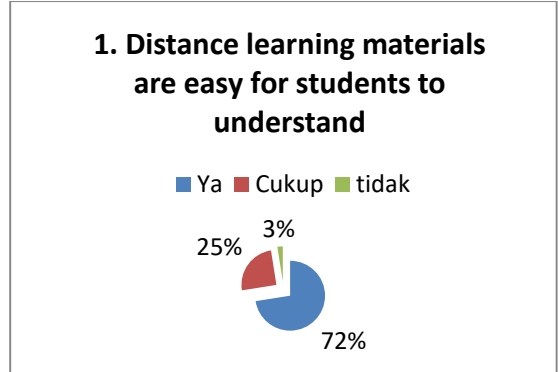 1. Distance learning materials
are easy for students to
understand
Ya Cukup tidak
3%
25%
72%